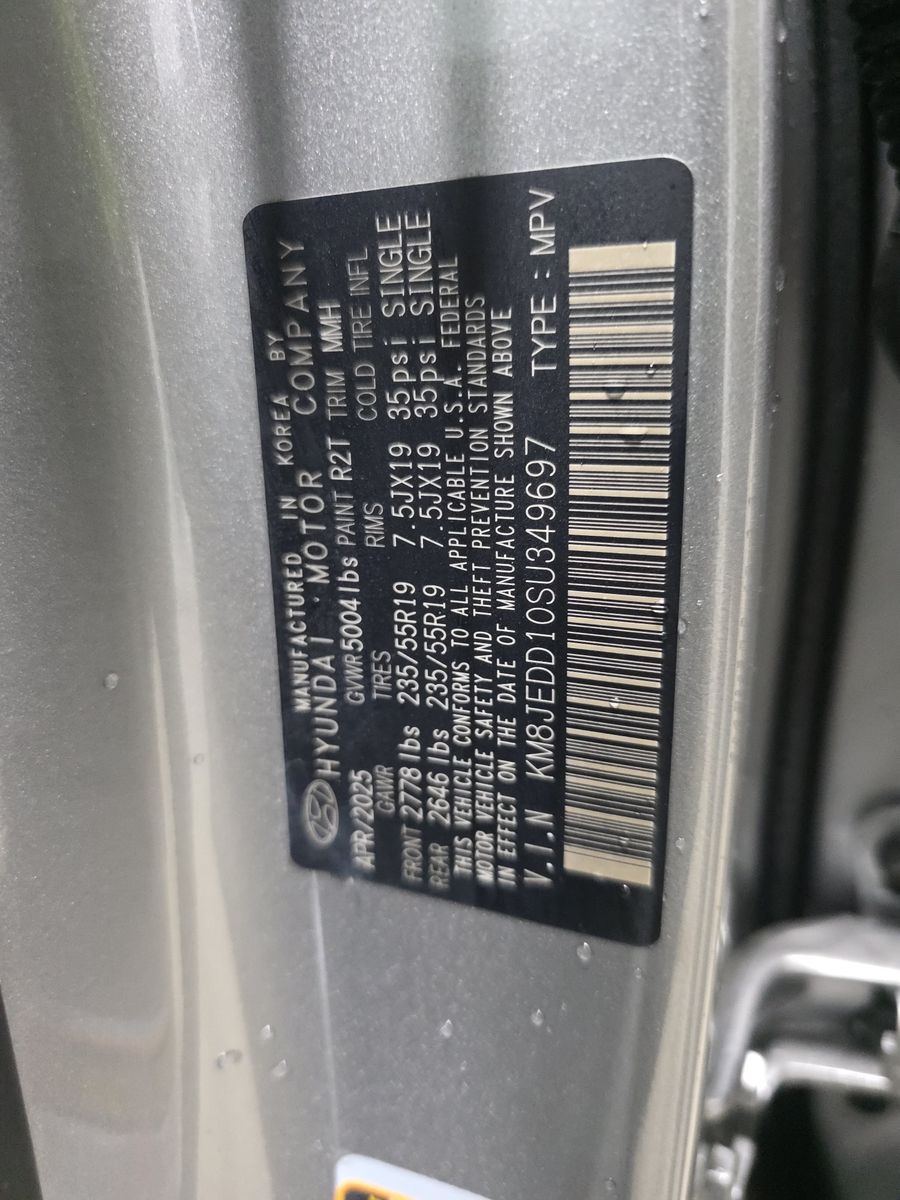 MANUFACTURED IN KOREA BY
HYUNDAI MOTOR COMPANY
APR/2025 GVWR 5004 lbs PAINT R2T TRIM MMH
GAWR TIRES RIMS COLD TIRE INFL
FRONT 2778 lbs 235/55R19 7.5JX19 35psi SINGLE
REAR 2646 lbs 235/55R19 7.5JX19 35psi SINGLE
THIS VEHICLE CONFORMS TO ALL APPLICABLE U.S.A. FEDERAL
MOTOR VEHICLE SAFETY AND THEFT PREVENTION STANDARDS
IN EFFECT ON THE DATE OF MANUFACTURE SHOWN ABOVE
V.I.N KM8JEDD10SU349697 TYPE : MPV